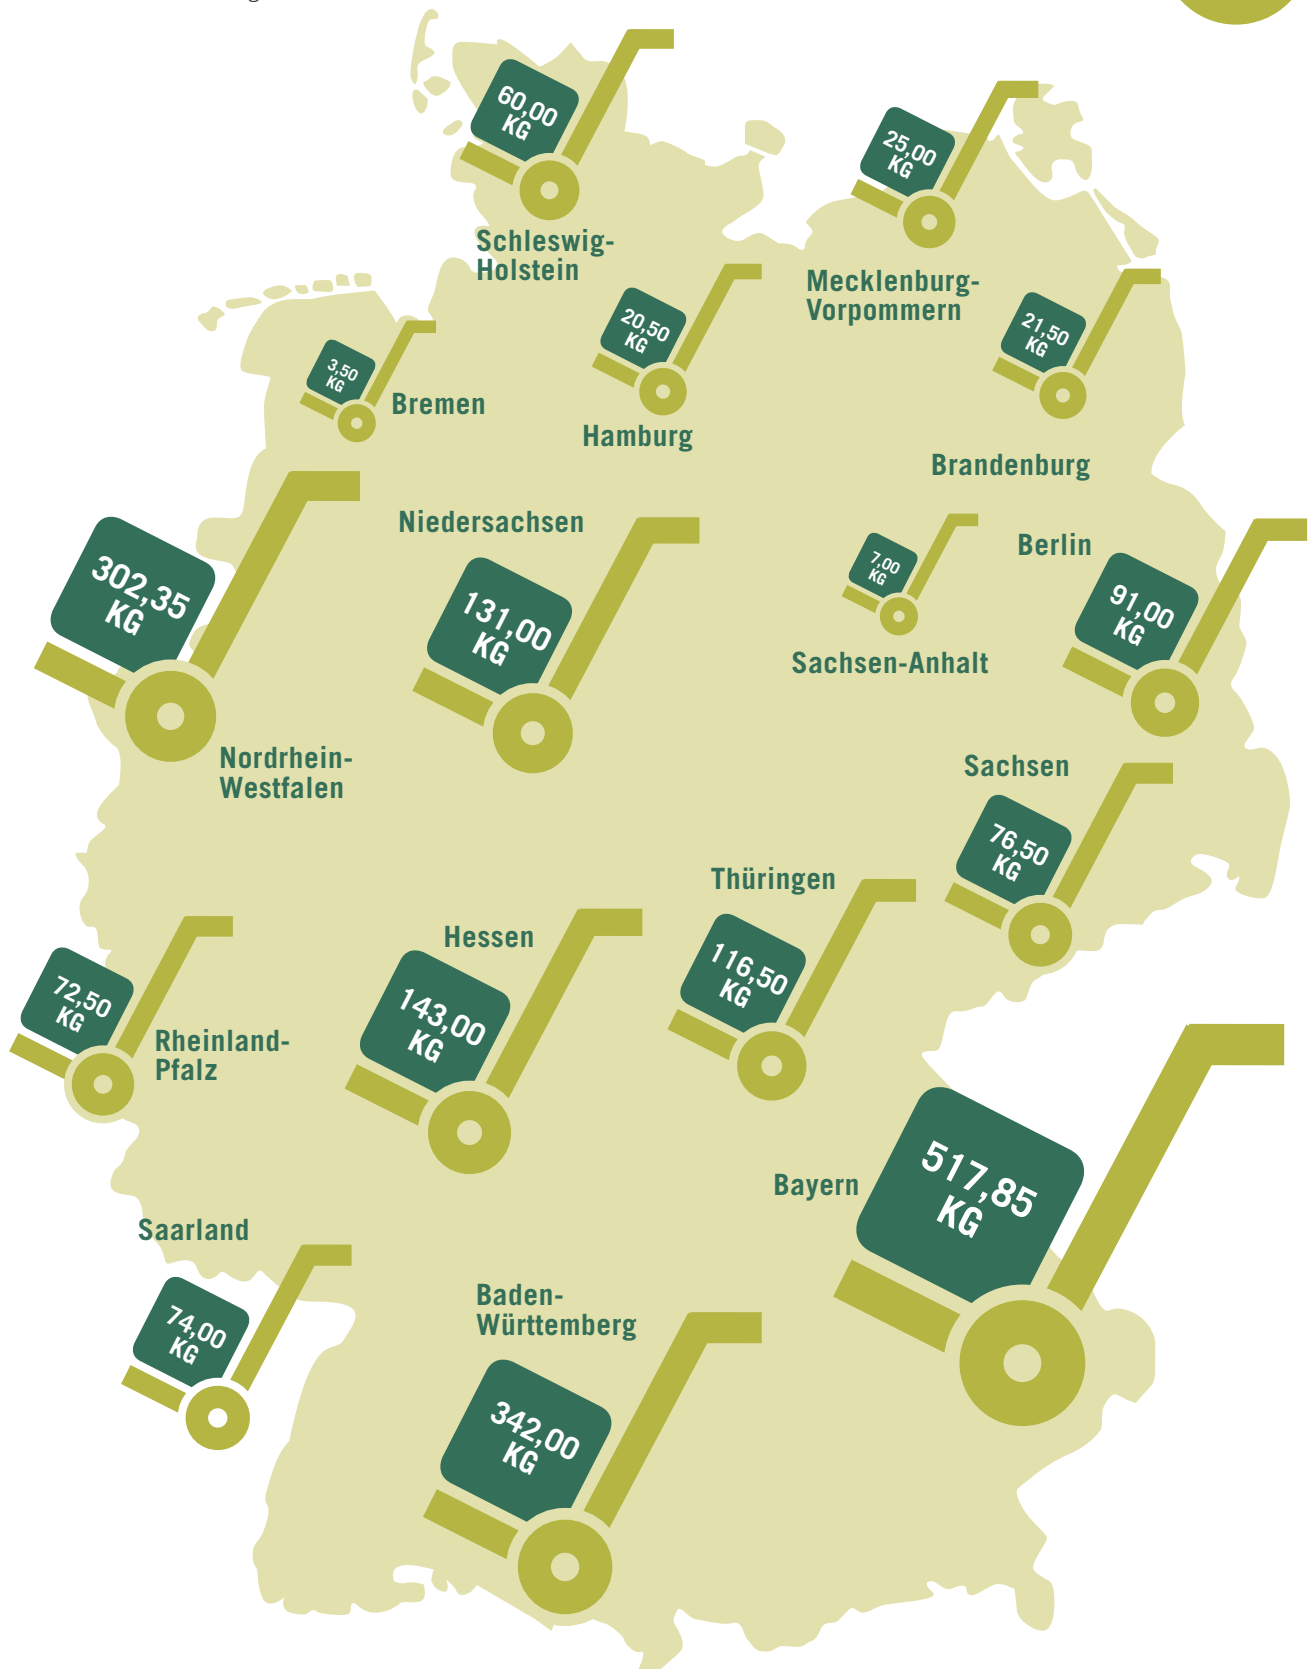 60,00
KG
Schleswig-
Holstein
25,00
KG
Mecklenburg-
Vorpommern
20,50
KG
Hamburg
21,50
KG
Brandenburg
3,50
KG
Bremen
302,35
KG
Nordrhein-
Westfalen
Niedersachsen
131,00
KG
7,00
KG
Sachsen-Anhalt
Berlin
91,00
KG
Sachsen
76,50
KG
Thüringen
116,50
KG
Hessen
143,00
KG
72,50
KG
Rheinland-
Pfalz
Bayern
517,85
KG
Saarland
74,00
KG
Baden-
Württemberg
342,00
KG